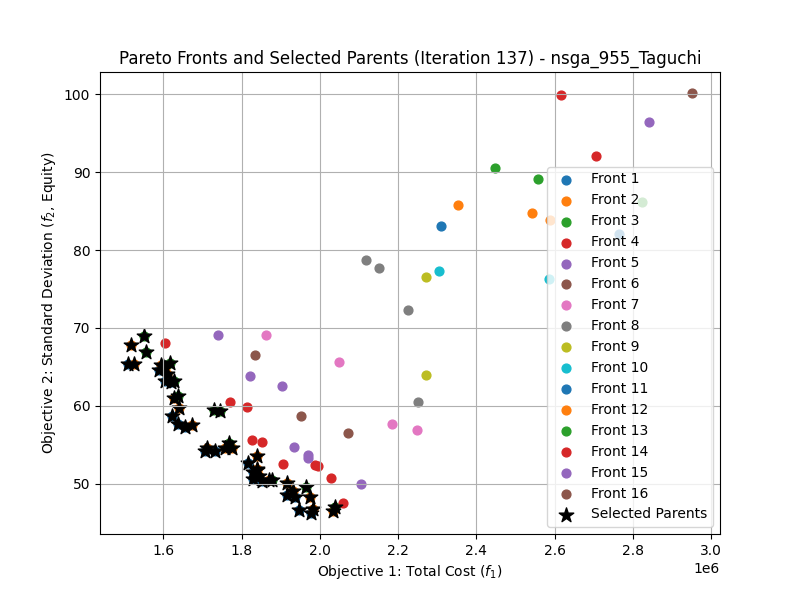 Pareto Fronts and Selected Parents (Iteration 137) - nsga_955_Taguchi
Objective 2: Standard Deviation (f₂, Equity)
100
90
80
70
60
50
Front 1
Front 2
Front 3
Front 4
Front 5
Front 6
Front 7
Front 8
Front 9
Front 10
Front 11
Front 12
Front 13
Front 14
Front 15
Front 16
Selected Parents
1.6 1.8 2.0 2.2 2.4 2.6 2.8 3.0
1e6
Objective 1: Total Cost (f₁)